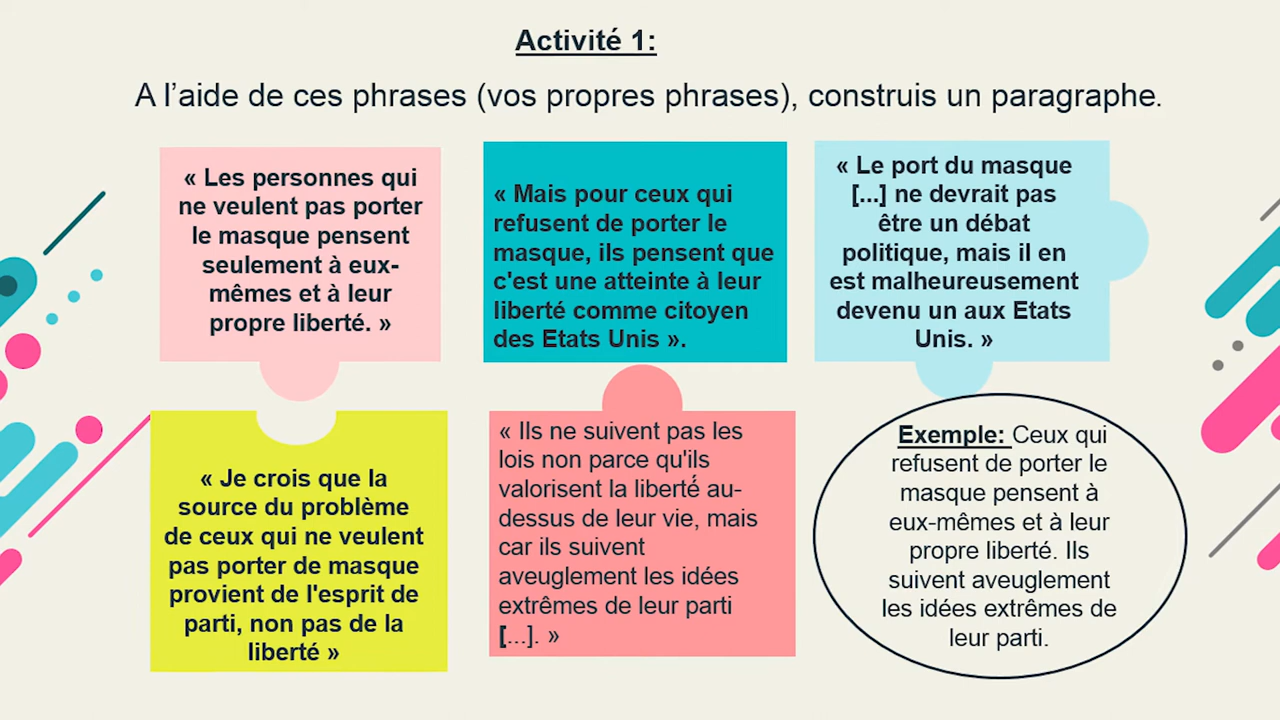 Activité 1:
A l’aide de ces phrases (vos propres phrases), construis un paragraphe.
« Les personnes qui
ne veulent pas porter
le masque pensent
seulement à eux-
mêmes et à leur
propre liberté. »
« Mais pour ceux qui
refusent de porter le
masque, ils pensent que
c'est une atteinte à leur
liberté comme citoyen
des Etats Unis ».
« Le port du masque
[...] ne devrait pas
être un débat
politique, mais il en
est malheureusement
devenu un aux Etats
Unis. »
« Je crois que la
source du problème
de ceux qui ne veulent
pas porter de masque
provient de l'esprit de
parti, non pas de la
liberté »
« Ils ne suivent pas les
lois non parce qu'ils
valorisent la liberté au-
dessus de leur vie, mais
car ils suivent
aveuglement les idées
extrêmes de leur parti
[...]. »
Exemple: Ceux qui
refusent de porter le
masque pensent à
eux-mêmes et à leur
propre liberté. Ils
suivent aveuglement
les idées extrêmes de
leur parti.